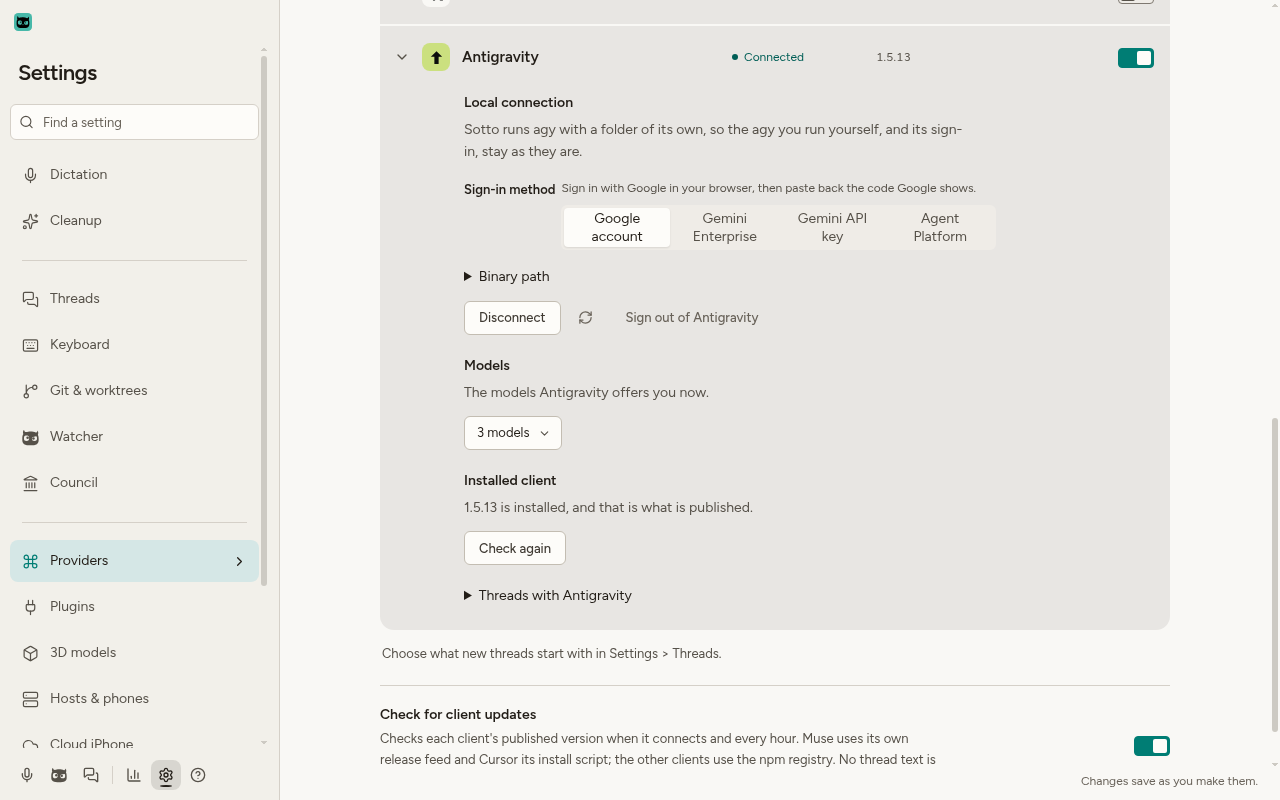 Settings
Find a setting
Dictation
Cleanup
Threads
Keyboard
Git & worktrees
Watcher
Council
Providers
Plugins
3D models
Hosts & phones
Cloud iPhone
Antigravity
Connected
1.5.13
Local connection
Sotto runs agy with a folder of its own, so the agy you run yourself, and its sign-
in, stay as they are.
Sign-in method
Sign in with Google in your browser, then paste back the code Google shows.
Google
account
Gemini
Enterprise
Gemini API
key
Agent
Platform
Binary path
Disconnect
Sign out of Antigravity
Models
The models Antigravity offers you now.
3 models
Installed client
1.5.13 is installed, and that is what is published.
Check again
Threads with Antigravity
Choose what new threads start with in Settings > Threads.
Check for client updates
Checks each client's published version when it connects and every hour. Muse uses its own
release feed and Cursor its install script; the other clients use the npm registry. No thread text is
Changes save as you make them.